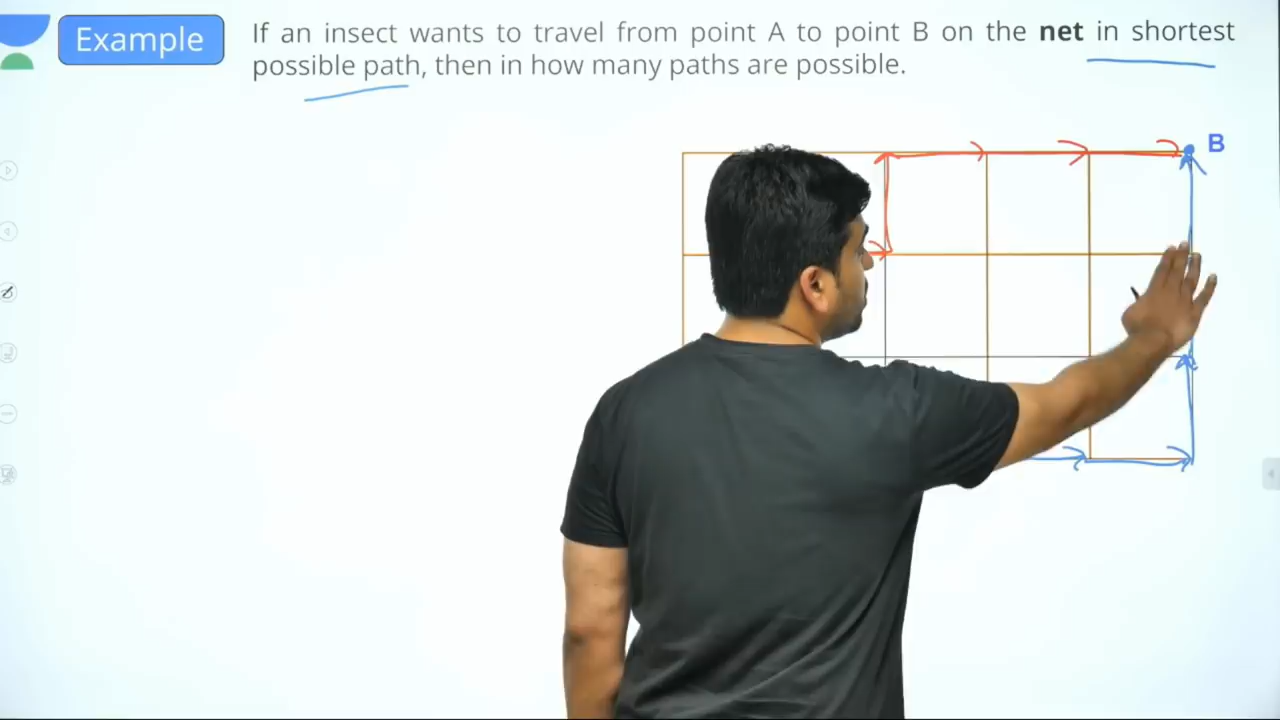 Example
If an insect wants to travel from point A to point B on the net in shortest
possible path, then in how many paths are possible.
B